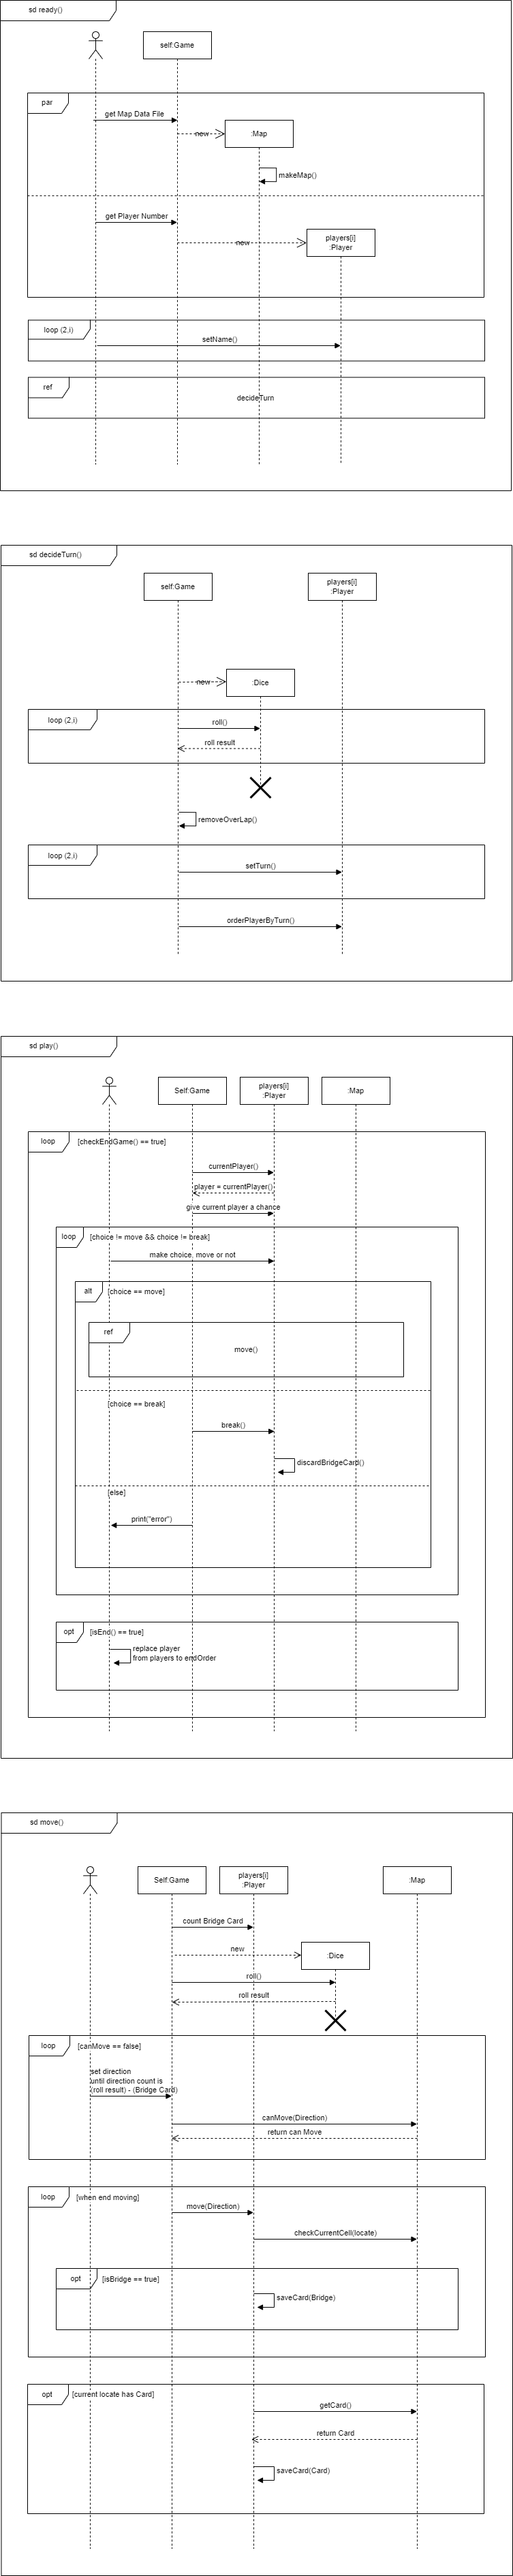 sd ready()
self:Game
par
get Map Data File
new
:Map
makeMap()
get Player Number
new
players[i]
:Player
loop (2,i)
setName()
ref
decideTurn
sd decideTurn()
self:Game
players[i]
:Player
new
:Dice
loop (2,i)
roll()
roll result
removeOverLap()
loop (2,i)
setTurn()
orderPlayerByTurn()
sd play()
Self:Game
players[i]
:Player
:Map
loop
[checkEndGame() == true]
currentPlayer()
player = currentPlayer()
give current player a chance
loop
[choice != move && choice != break]
make choice, move or not
alt
[choice == move]
ref
move()
[choice == break]
break()
discardBridgeCard()
[else]
print("error")
opt
[isEnd() == true]
replace player
from players to endOrder
sd move()
Self:Game
players[i]
:Player
:Map
count Bridge Card
new
:Dice
roll()
roll result
loop
[canMove == false]
set direction
until direction count is
(roll result) - (Bridge Card)
canMove(Direction)
return can Move
loop
[when end moving]
move(Direction)
checkCurrentCell(locate)
opt
[isBridge == true]
saveCard(Bridge)
opt
[current locate has Card]
getCard()
return Card
saveCard(Card)